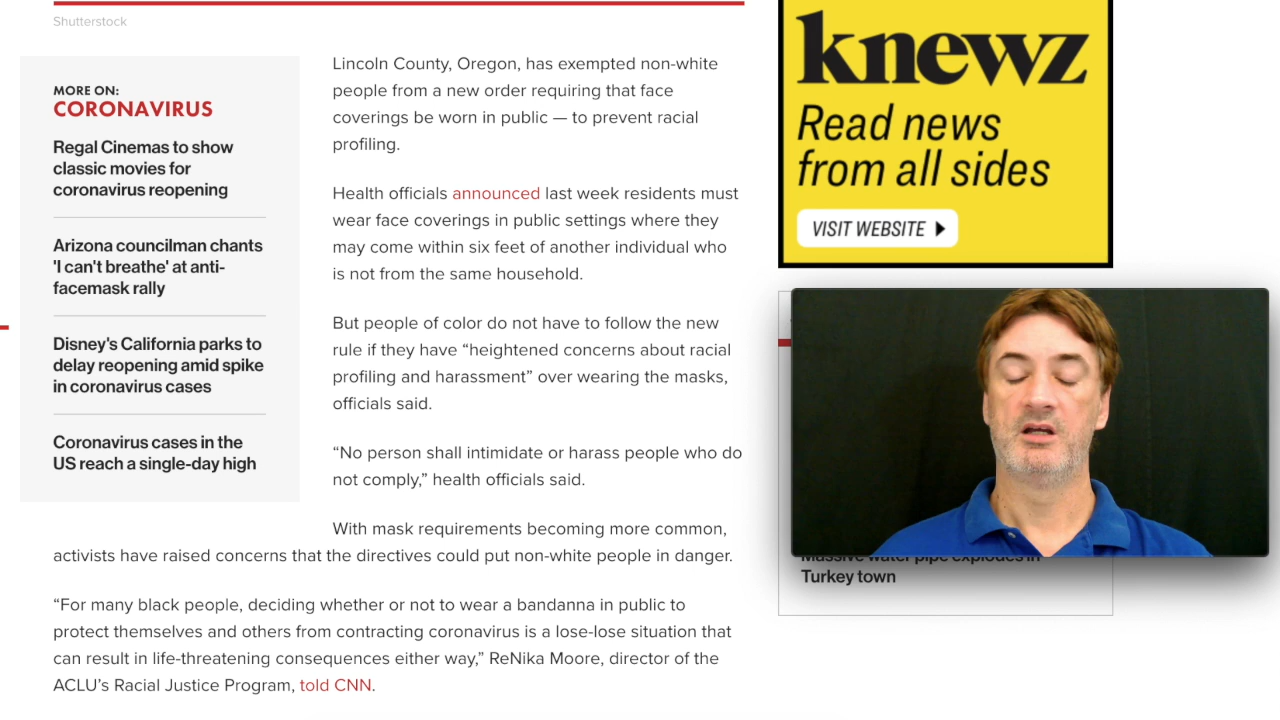 Shutterstock
MORE ON:
CORONAVIRUS
Regal Cinemas to show
classic movies for
coronavirus reopening
Arizona councilman chants
'I can't breathe' at anti-
facemask rally
Disney's California parks to
delay reopening amid spike
in coronavirus cases
Coronavirus cases in the
US reach a single-day high
Lincoln County, Oregon, has exempted non-white
people from a new order requiring that face
coverings be worn in public — to prevent racial
profiling.
Health officials announced last week residents must
wear face coverings in public settings where they
may come within six feet of another individual who
is not from the same household.
But people of color do not have to follow the new
rule if they have “heightened concerns about racial
profiling and harassment” over wearing the masks,
officials said.
“No person shall intimidate or harass people who do
not comply,” health officials said.
With mask requirements becoming more common,
activists have raised concerns that the directives could put non-white people in danger.
“For many black people, deciding whether or not to wear a bandanna in public to
protect themselves and others from contracting coronavirus is a lose-lose situation that
can result in life-threatening consequences either way,” ReNika Moore, director of the
ACLU’s Racial Justice Program, told CNN.
knewz
Read news
from all sides
VISIT WEBSITE
Massive water pipe explodes in
Turkey town